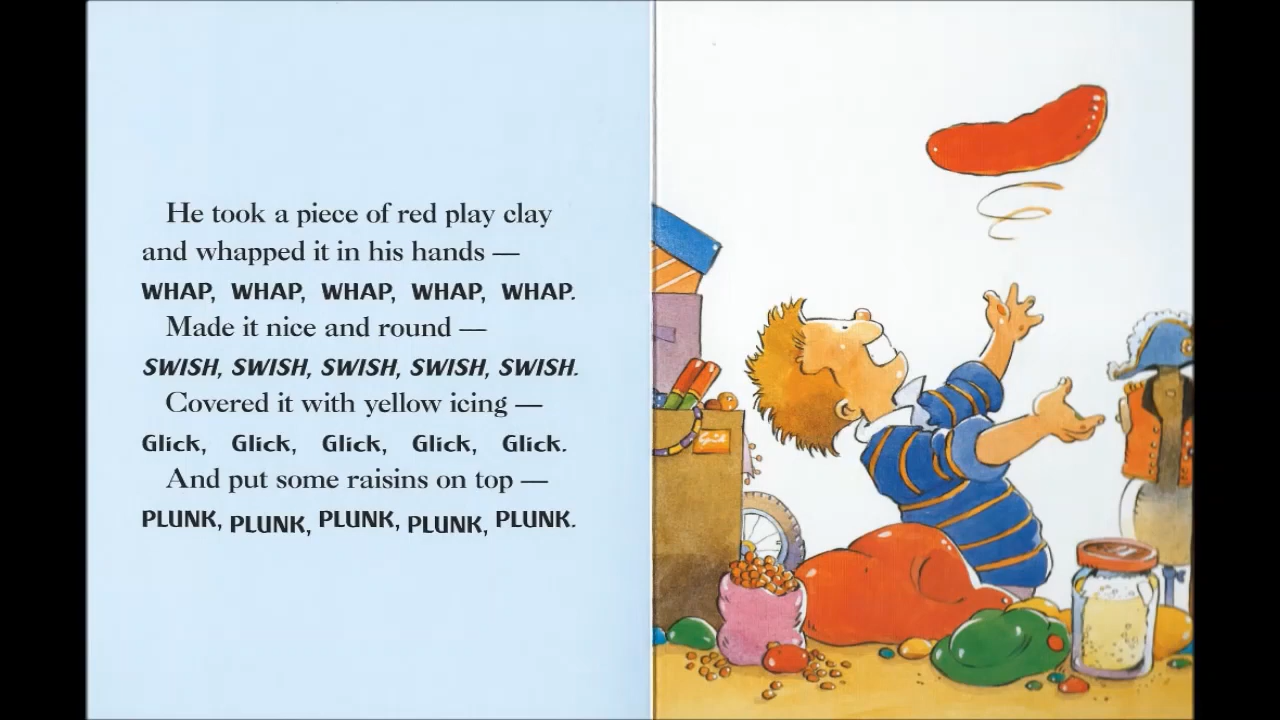 He took a piece of red play clay
and whapped it in his hands —
WHAP, WHAP, WHAP, WHAP, WHAP.
Made it nice and round —
SWISH, SWISH, SWISH, SWISH, SWISH.
Covered it with yellow icing —
Glick, Glick, Glick, Glick, Glick.
And put some raisins on top —
PLUNK, PLUNK, PLUNK, PLUNK, PLUNK.